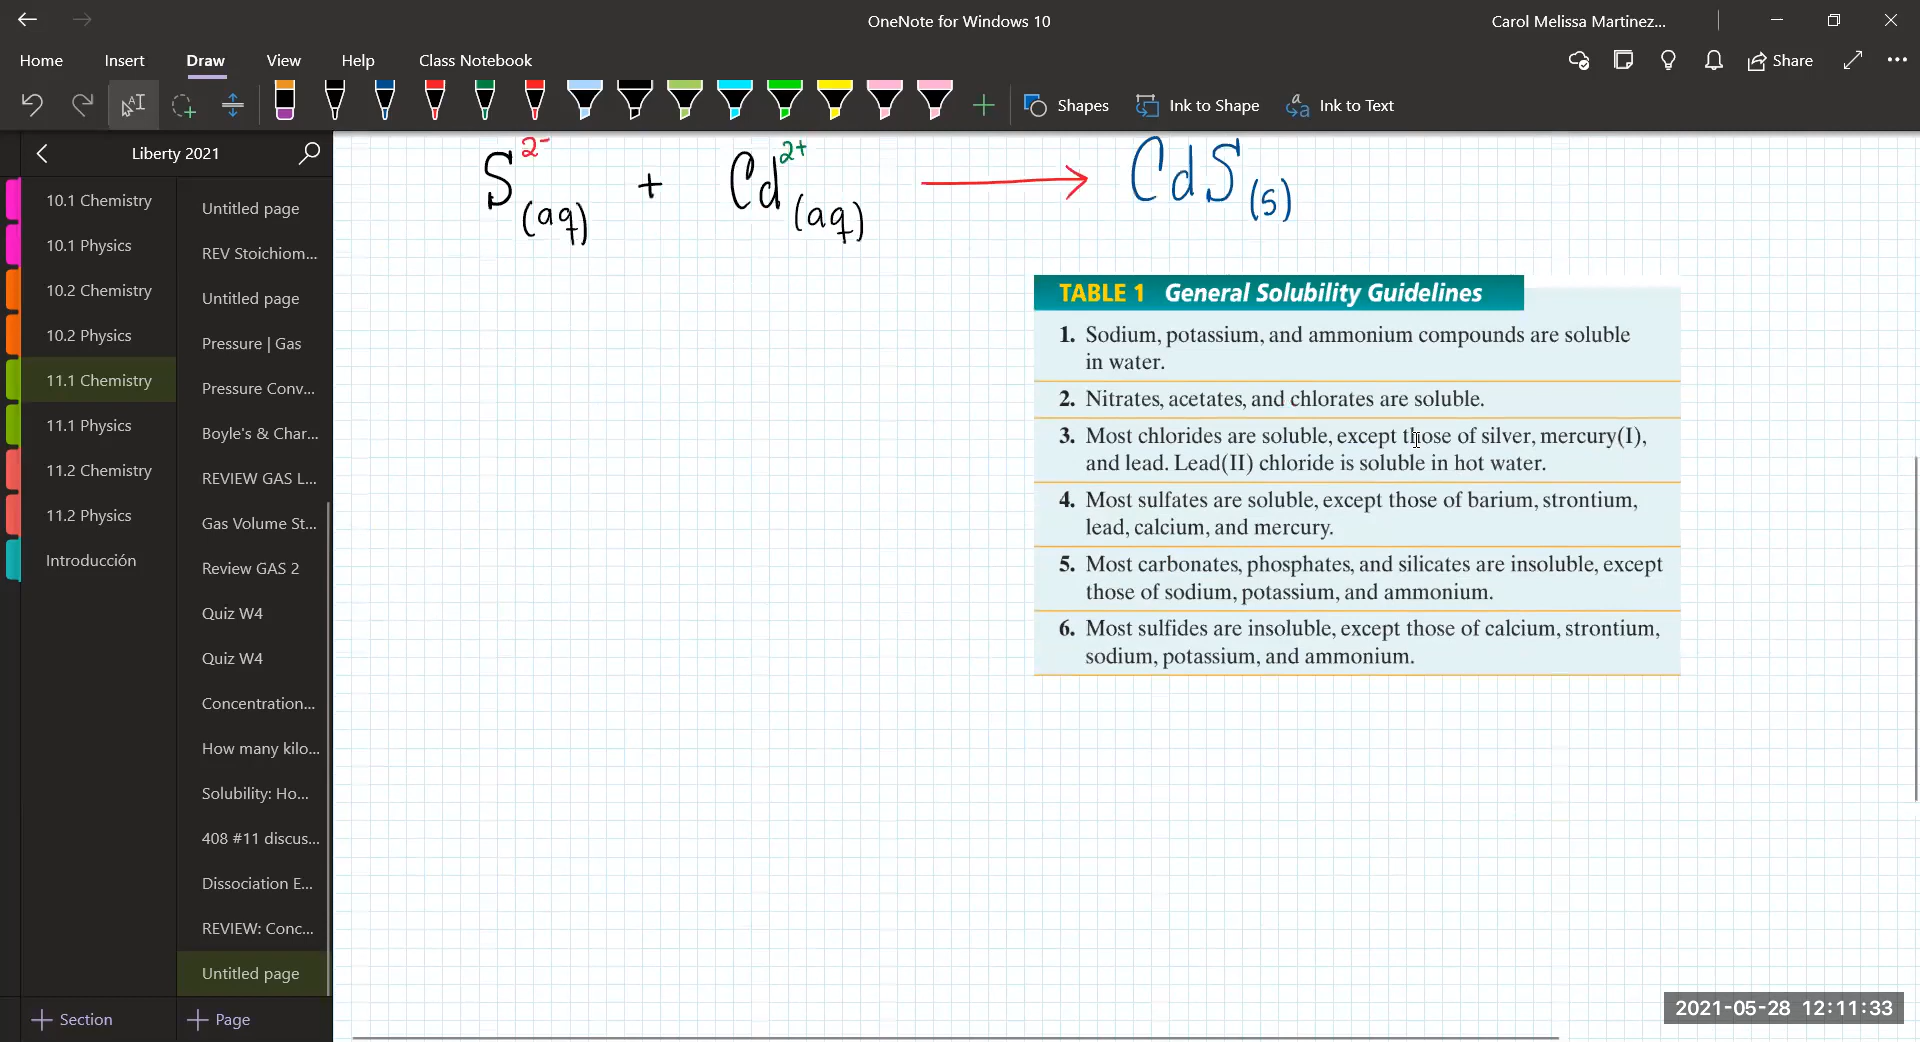 OneNote for Windows 10
Carol Melissa Martinez...
Home Insert Draw View Help Class Notebook
Share
Shapes Ink to Shape Ink to Text
Liberty 2021
10.1 Chemistry
10.1 Physics
10.2 Chemistry
10.2 Physics
11.1 Chemistry
11.1 Physics
11.2 Chemistry
11.2 Physics
Introducción
Untitled page
REV Stoichiom...
Untitled page
Pressure | Gas
Pressure Conv...
Boyle's & Char...
REVIEW GAS L...
Gas Volume St...
Review GAS 2
Quiz W4
Quiz W4
Concentration...
How many kilo...
Solubility: Ho...
408 #11 discus...
Dissociation E...
REVIEW: Conc...
Untitled page
+ Section
+ Page
S²⁻(aq) + Cd²⁺(aq) → CdS(s)
TABLE 1 General Solubility Guidelines
1. Sodium, potassium, and ammonium compounds are soluble
in water.
2. Nitrates, acetates, and chlorates are soluble.
3. Most chlorides are soluble, except those of silver, mercury(I),
and lead. Lead(II) chloride is soluble in hot water.
4. Most sulfates are soluble, except those of barium, strontium,
lead, calcium, and mercury.
5. Most carbonates, phosphates, and silicates are insoluble, except
those of sodium, potassium, and ammonium.
6. Most sulfides are insoluble, except those of calcium, strontium,
sodium, potassium, and ammonium.
2021-05-28 12:11:33